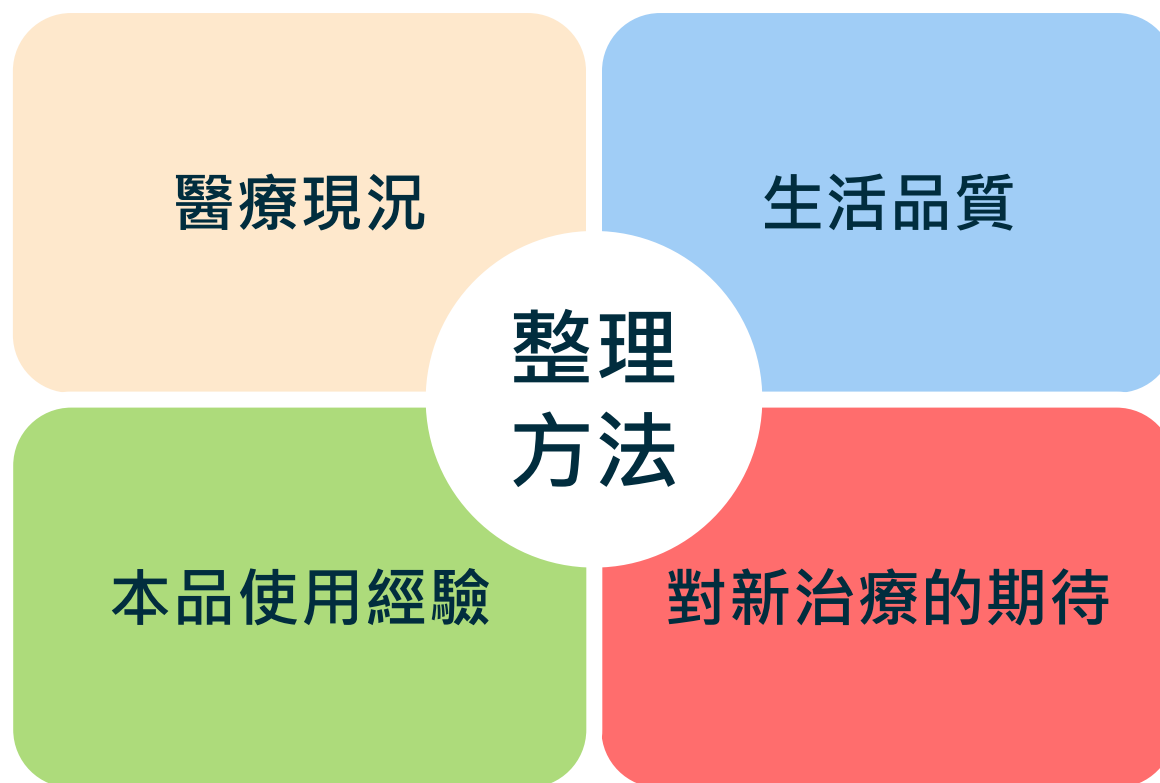 醫療現況
生活品質
整理
方法
本品使用經驗
對新治療的期待